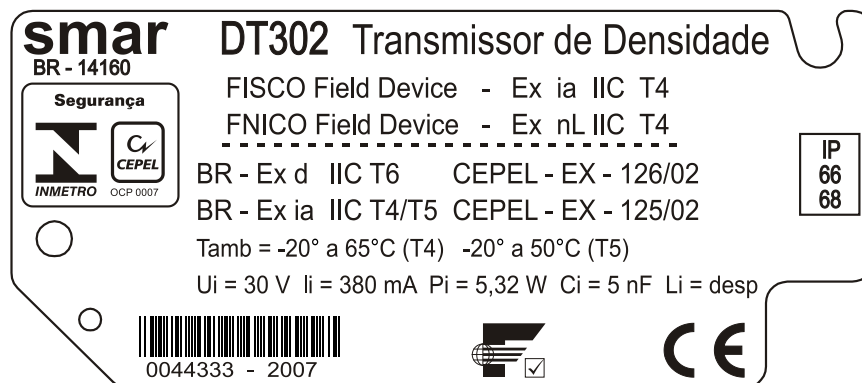 smar
BR - 14160
DT302 Transmissor de Densidade
FISCO Field Device - Ex ia IIC T4
FNICO Field Device - Ex nL IIC T4
Segurança
INMETRO
CEPEL
OCP 0007
BR - Ex d IIC T6 CEPEL - EX - 126/02
BR - Ex ia IIC T4/T5 CEPEL - EX - 125/02
IP
66
68
Tamb = -20° a 65°C (T4) -20° a 50°C (T5)
Ui = 30 V Ii = 380 mA Pi = 5,32 W Ci = 5 nF Li = desp
0044333 - 2007
CE